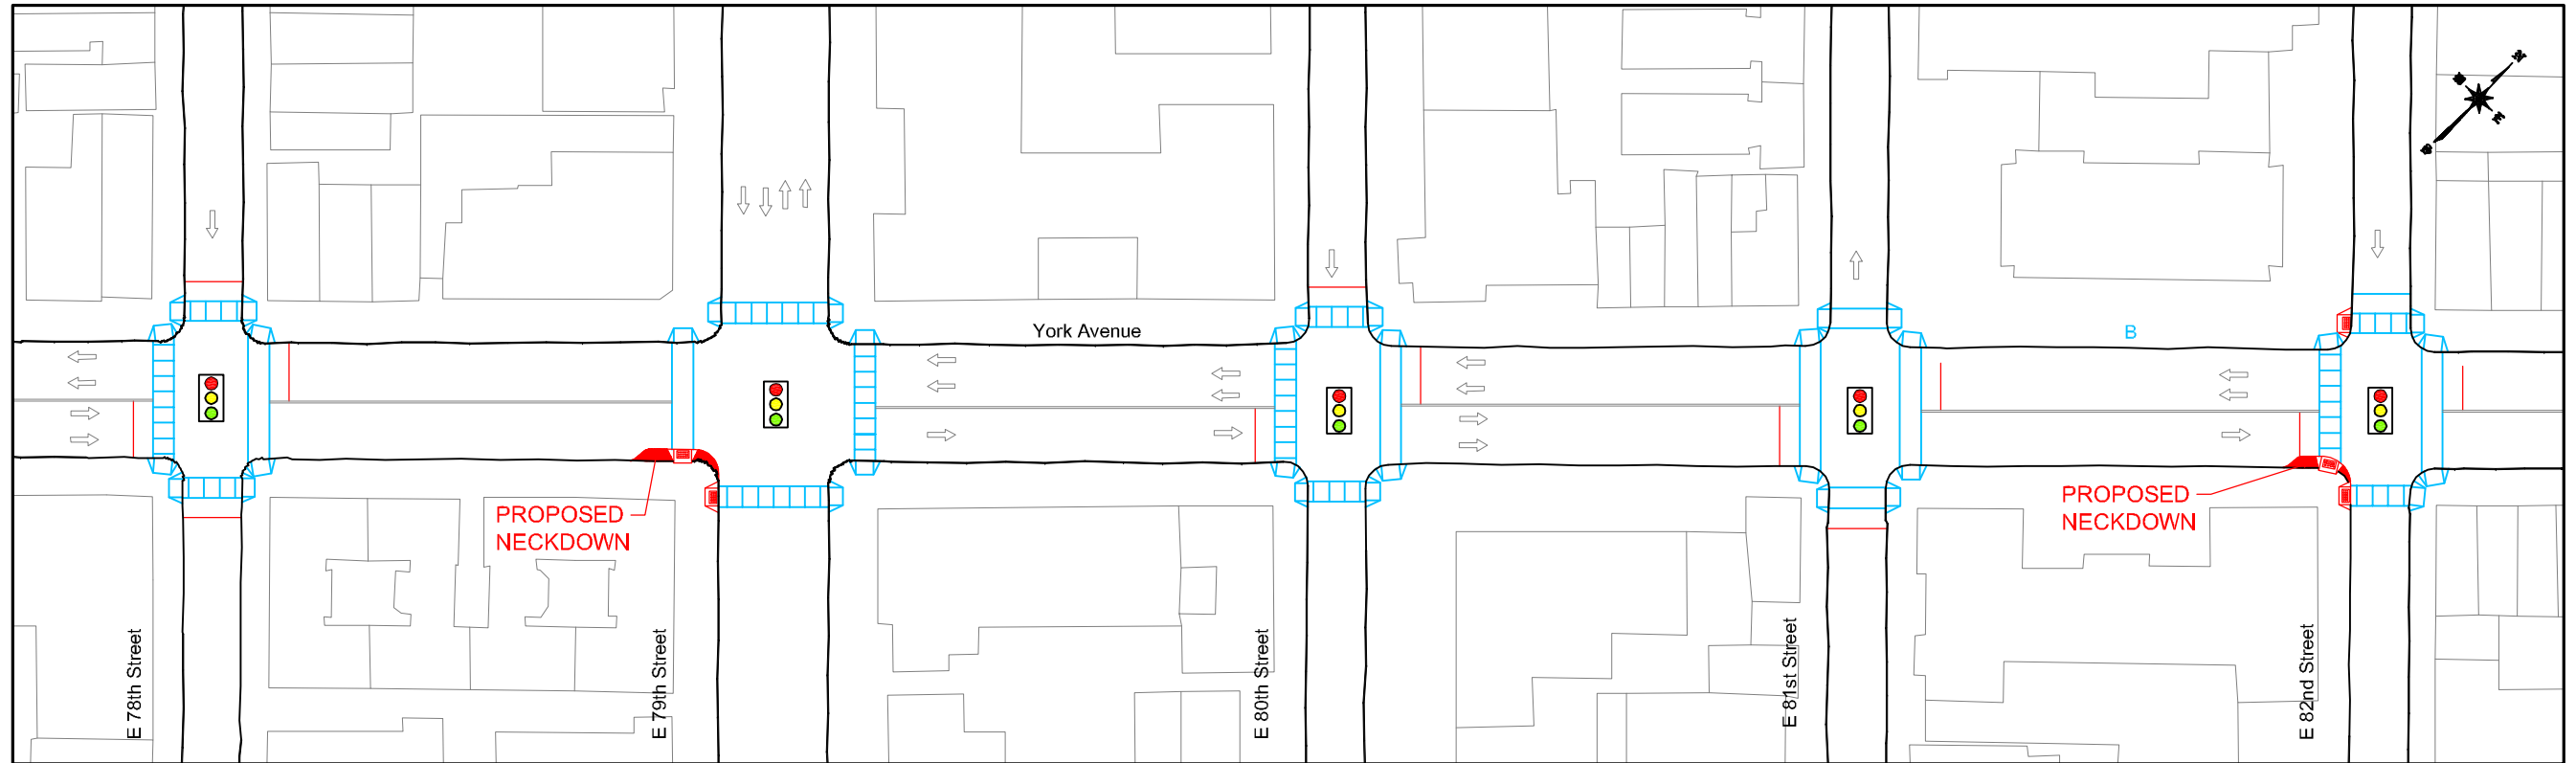 N
W
E
S
York Avenue
B
PROPOSED
NECKDOWN
PROPOSED
NECKDOWN
E 78th Street
E 79th Street
E 80th Street
E 81st Street
E 82nd Street